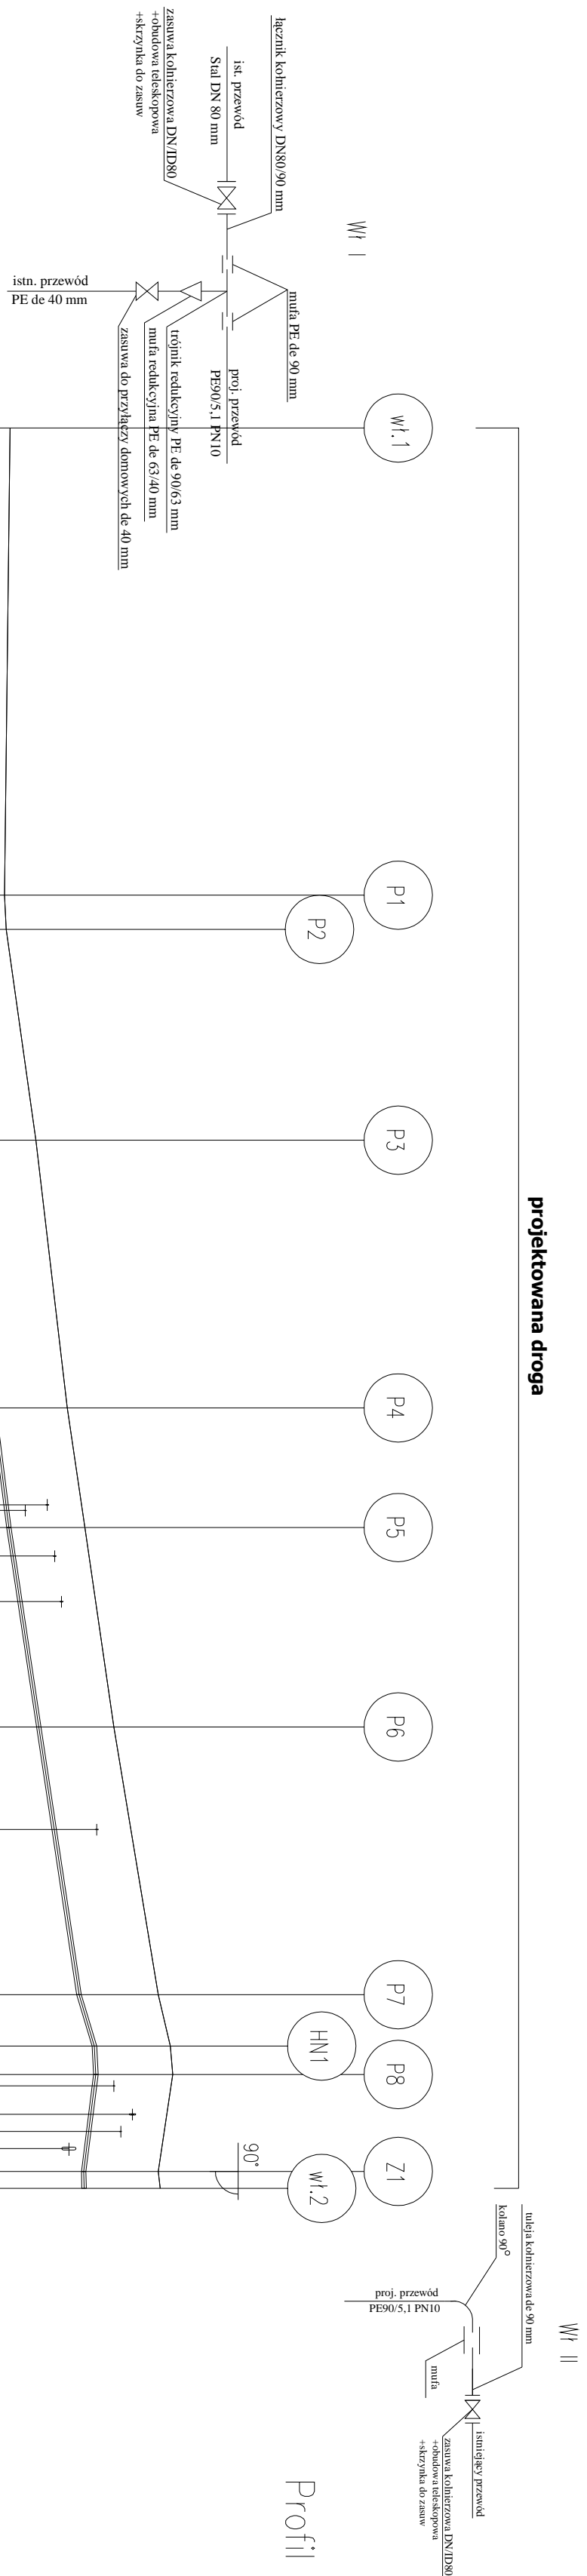 projektowana droga
Wł I
łącznik kołnierzowy DN80/90 mm
ist. przewód
Stal DN 80 mm
zasuwa kołnierzowa DN/ID80
+obudowa teleskopowa
+skrzynka do zasuw
mufa PE de 90 mm
proj. przewód
PE90/5,1 PN10
trójnik redukcyjny PE de 90/63 mm
mufa redukcyjna PE de 63/40 mm
zasuwa do przyłączy domowych de 40 mm
istn. przewód
PE de 40 mm
wł.1
P1
P2
P3
P4
P5
P6
P7
HN1
P8
Z1
wł.2
90°
Wł II
tuleja kołnierzowa de 90 mm
kolano 90°
proj. przewód
PE90/5,1 PN10
mufa
istniejący przewód
zasuwa kołnierzowa DN/ID80
+obudowa teleskopowa
+skrzynka do zasuw
Profil